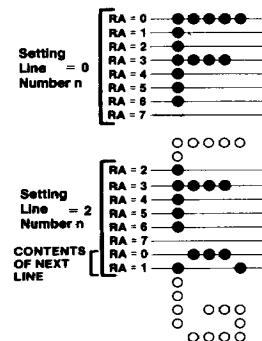 RA = 0
RA = 1
RA = 2
Setting
Line = 0
Number n
RA = 3
RA = 4
RA = 5
RA = 6
RA = 7
Setting
Line = 2
Number n
RA = 2
RA = 3
RA = 4
RA = 5
RA = 6
RA = 7
CONTENTS
OF NEXT
LINE
RA = 0
RA = 1